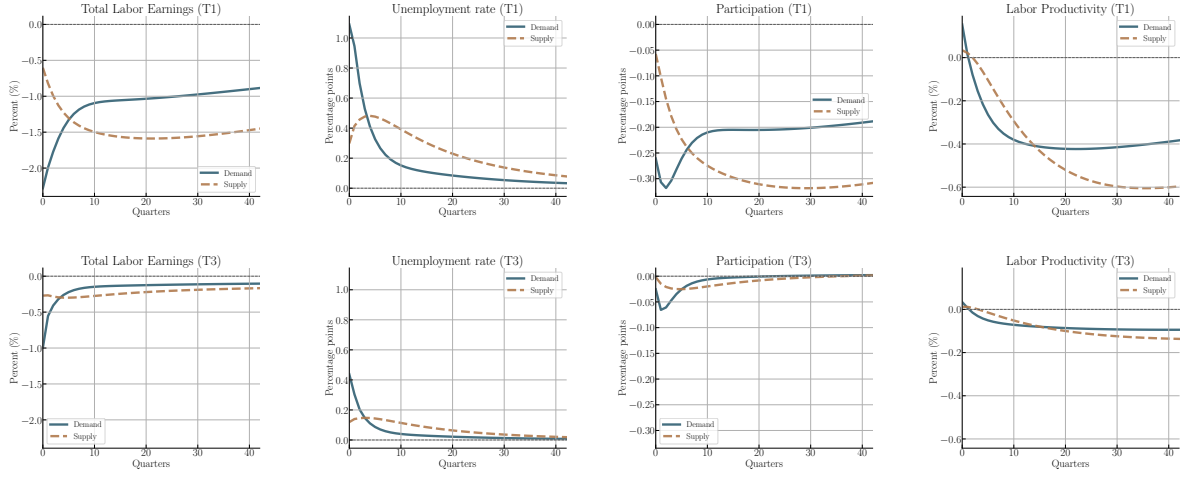 Total Labor Earnings (T1)
Percent (%)
0.0
−0.5
−1.0
−1.5
−2.0
Demand
Supply
0 10 20 30 40
Quarters
Unemployment rate (T1)
Percentage points
1.0
0.8
0.6
0.4
0.2
0.0
Demand
Supply
0 10 20 30 40
Quarters
Participation (T1)
Percentage points
0.00
−0.05
−0.10
−0.15
−0.20
−0.25
−0.30
Demand
Supply
0 10 20 30 40
Quarters
Labor Productivity (T1)
Percent (%)
0.0
−0.2
−0.4
−0.6
Demand
Supply
0 10 20 30 40
Quarters
Total Labor Earnings (T3)
Percent (%)
0.0
−0.5
−1.0
−1.5
−2.0
Demand
Supply
0 10 20 30 40
Quarters
Unemployment rate (T3)
Percentage points
1.0
0.8
0.6
0.4
0.2
0.0
Demand
Supply
0 10 20 30 40
Quarters
Participation (T3)
Percentage points
0.00
−0.05
−0.10
−0.15
−0.20
−0.25
−0.30
Demand
Supply
0 10 20 30 40
Quarters
Labor Productivity (T3)
Percent (%)
0.0
−0.2
−0.4
−0.6
Demand
Supply
0 10 20 30 40
Quarters